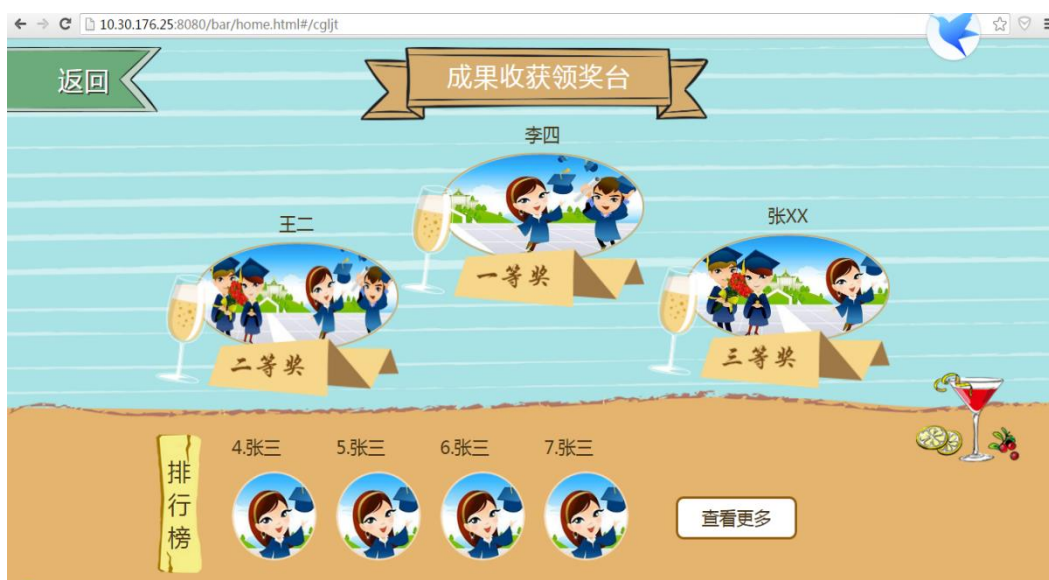 10.30.176.25:8080/bar/home.html#/cgljt
返回
成果收获领奖台
李四
一等奖
王二
二等奖
张XX
三等奖
排行榜
4.张三
5.张三
6.张三
7.张三
查看更多